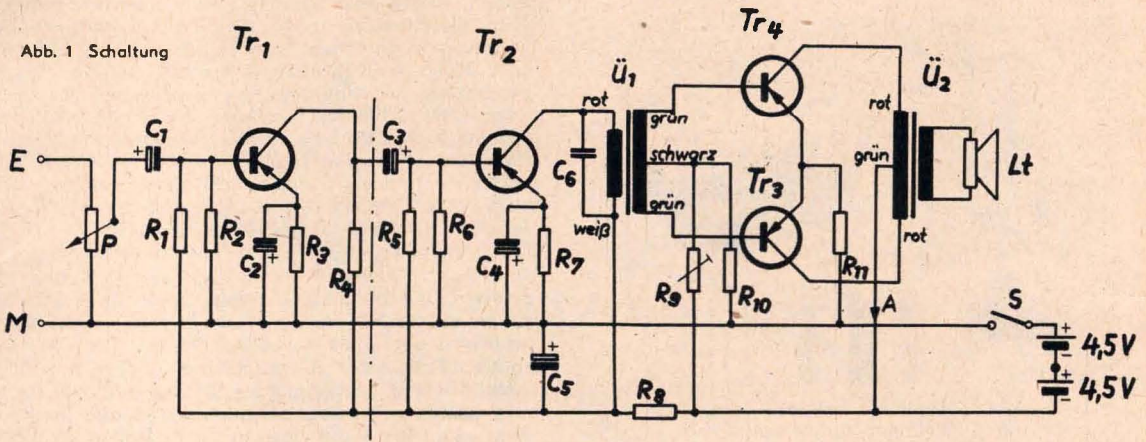 Abb. 1 Schaltung
Tr1
Tr2
Tr4
Ü1
Ü2
rot
rot
grün
C1
+
C3
+
E
C6
schwarz
grün
Tr3
Lt
P
R1
R2
C2
+
R3
R4
R5
R6
C4
+
R7
grün
weiß
rot
R9
R10
R11
A
S
M
+
C5
R8
+
4,5V
-
+
4,5V
-